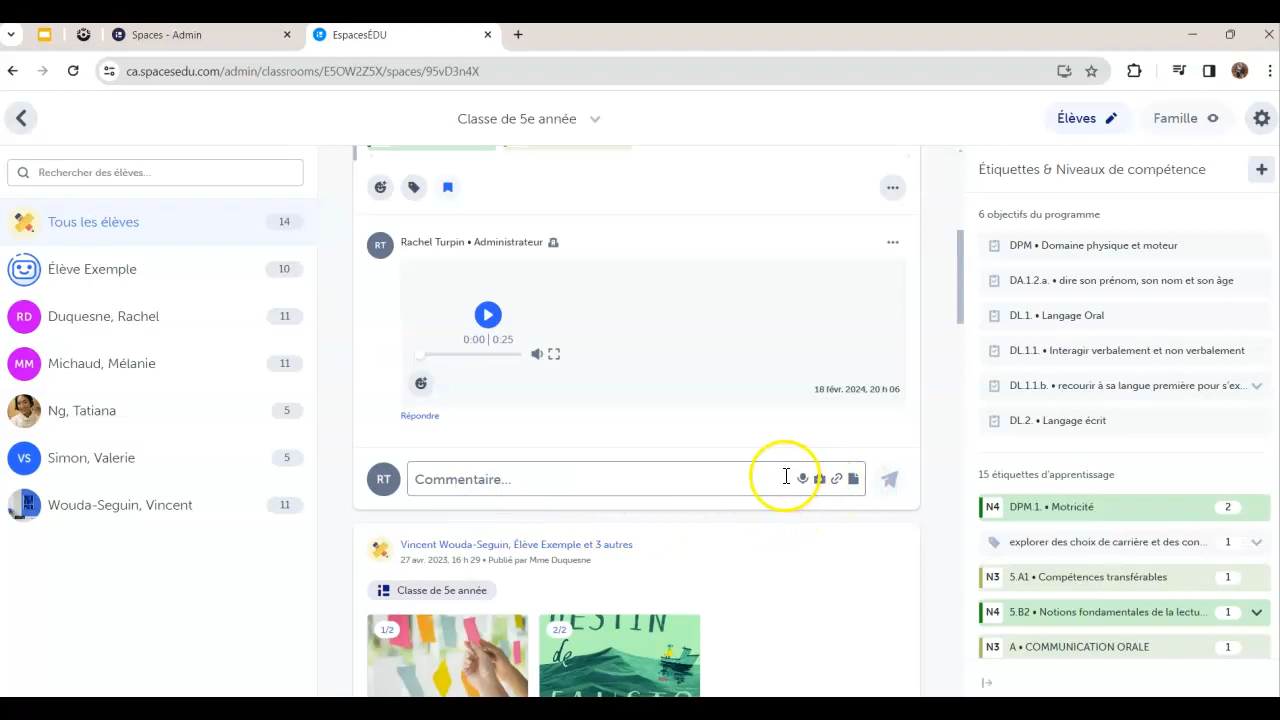 Spaces - Admin
EspacesÉDU
ca.spacesedu.com/admin/classrooms/E5OW2Z5X/spaces/95vD3n4X
Classe de 5e année
Élèves
Famille
Rechercher des élèves...
Tous les élèves 14
Élève Exemple 10
RD Duquesne, Rachel 11
MM Michaud, Mélanie 11
Ng, Tatiana 5
VS Simon, Valerie 5
Wouda-Seguin, Vincent 11
RT Rachel Turpin • Administrateur
0:00 | 0:25
18 févr. 2024, 20 h 06
Répondre
RT Commentaire...
Vincent Wouda-Seguin, Élève Exemple et 3 autres
27 avr. 2023, 16 h 29 • Publié par Mme Duquesne
Classe de 5e année
1/2
2/2
DESTIN
de
FAUSTO
Étiquettes & Niveaux de compétence
6 objectifs du programme
DPM • Domaine physique et moteur
DA.1.2.a. • dire son prénom, son nom et son âge
DL.1. • Langage Oral
DL.1.1. • Interagir verbalement et non verbalement
DL.1.1.b. • recourir à sa langue première pour s'ex...
DL.2. • Langage écrit
15 étiquettes d'apprentissage
N4 DPM.1. • Motricité 2
explorer des choix de carrière et des con... 1
N3 5.A1 • Compétences transférables 1
N4 5.B2 • Notions fondamentales de la lectu... 1
N3 A • COMMUNICATION ORALE 1